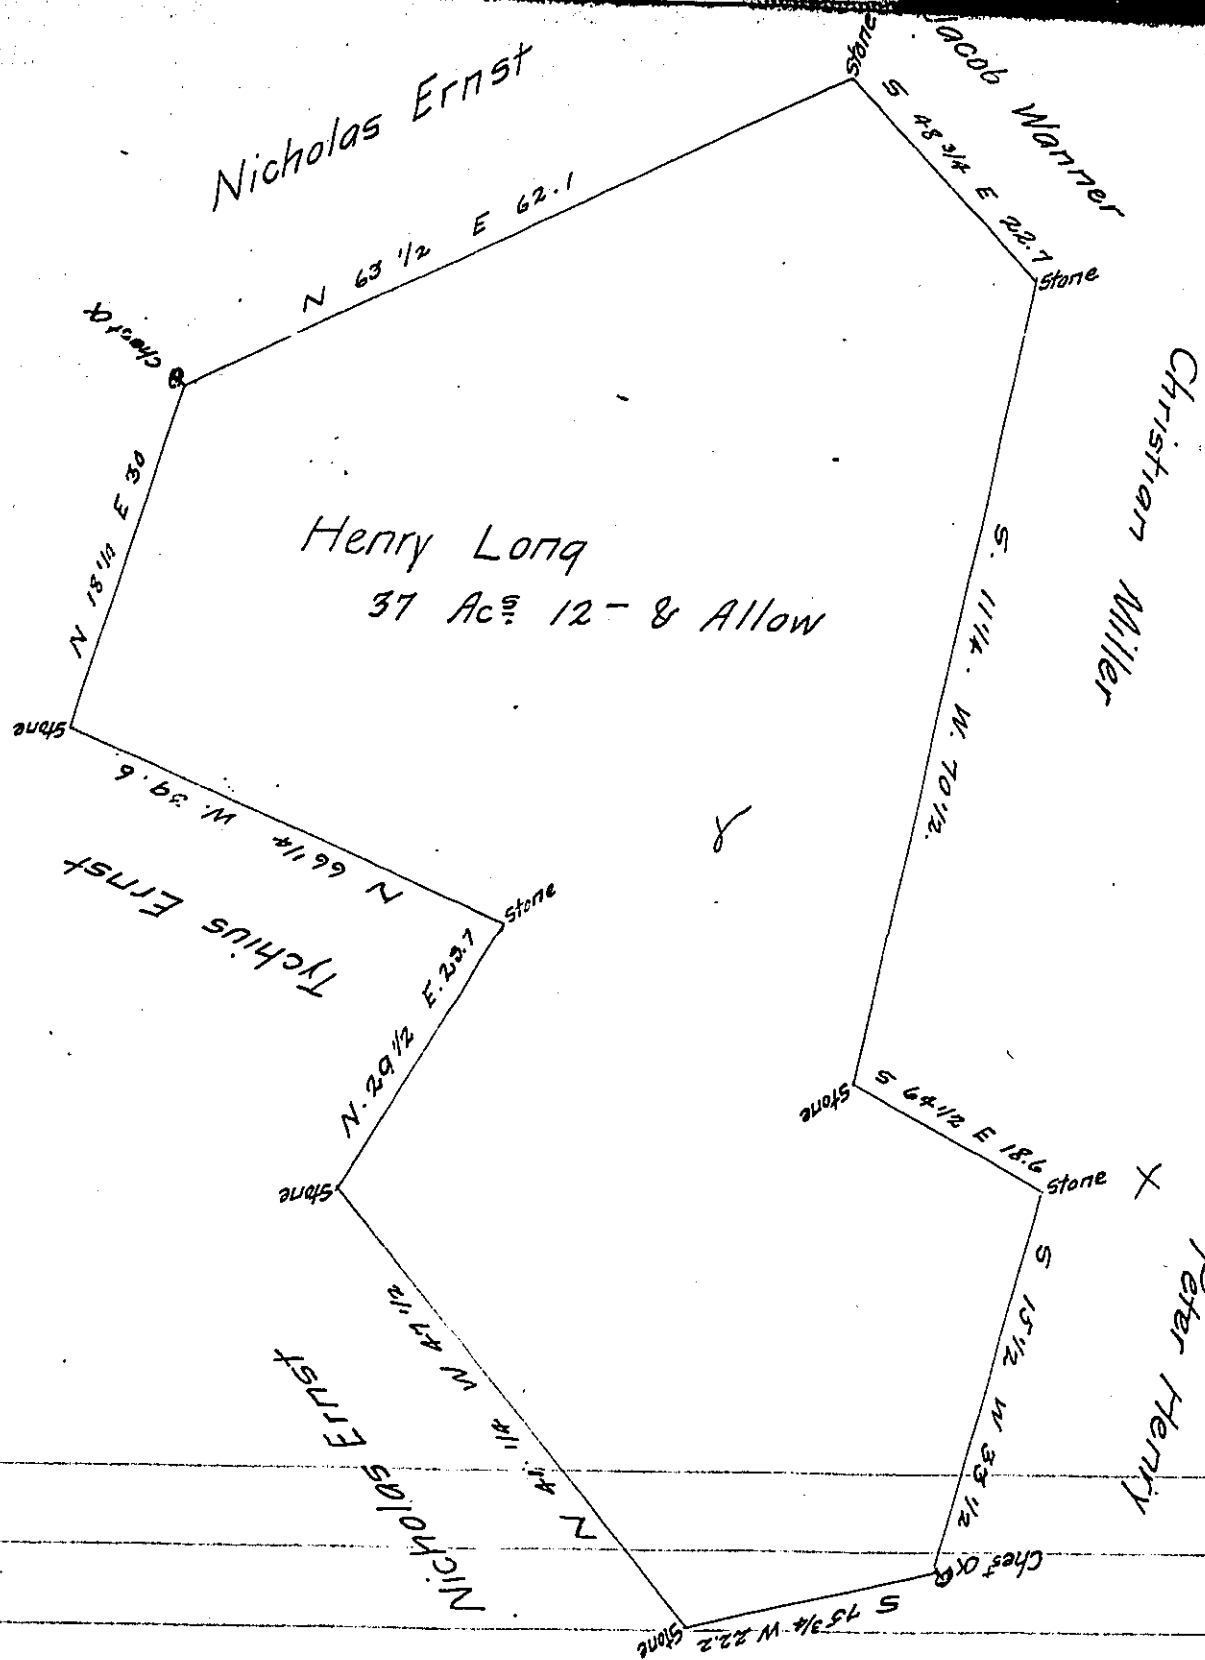 Nicholas Ernst
Stone
Jacob Wanner
S 48 3/4 E 22.7
N 63 1/2 E 62.1
Stone
Chest
Christian Miller
N 18 1/4 E 30
Henry Long
37 Acs 12 - & Allow
S. 11 1/4. W. 70 1/2.
Stone
N 66 1/4 W. 39.6
Tychius Ernst
Stone
N. 29 1/2 E. 23.7
Stone
S 64 1/2 E 18.6
Stone
X
Stone
Peter Henry
S 15 1/2 W 33 1/2
N 41 1/4 W 47 1/2
Nicholas Ernst
Chest
S 75 3/4 W 22.2
Stone